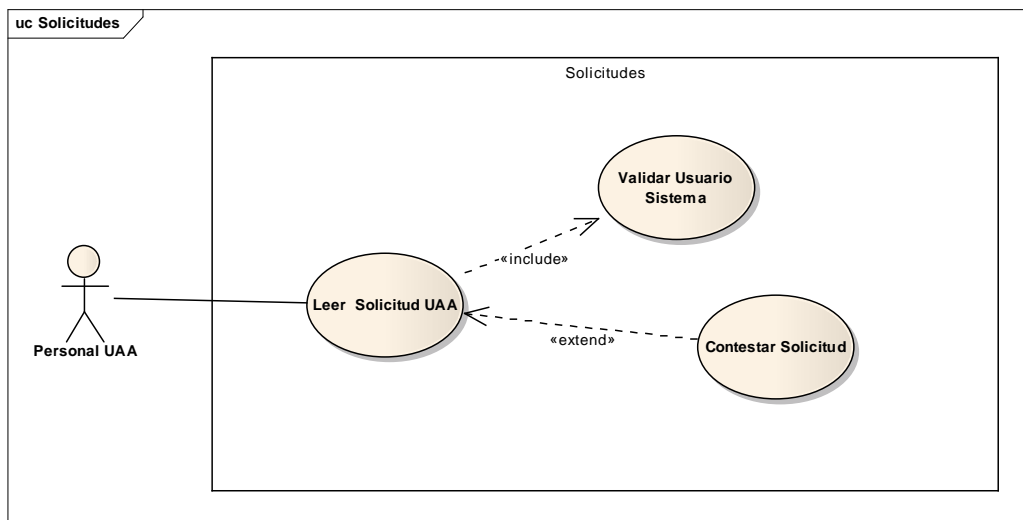 uc Solicitudes
Solicitudes
Validar Usuario
Sistema
«include»
Leer Solicitud UAA
«extend»
Contestar Solicitud
Personal UAA